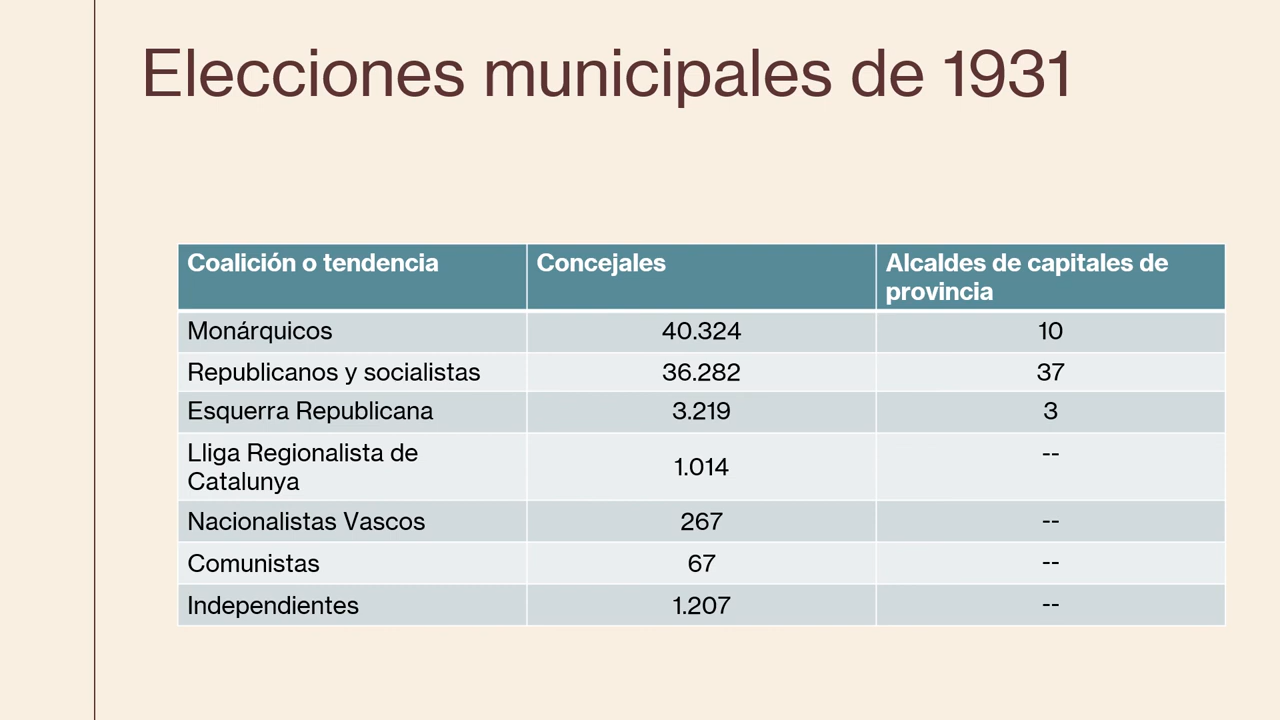 Elecciones municipales de 1931
Coalición o tendencia Concejales Alcaldes de capitales de
provincia
Monárquicos 40.324 10
Republicanos y socialistas 36.282 37
Esquerra Republicana 3.219 3
Lliga Regionalista de
Catalunya 1.014 --
Nacionalistas Vascos 267 --
Comunistas 67 --
Independientes 1.207 --